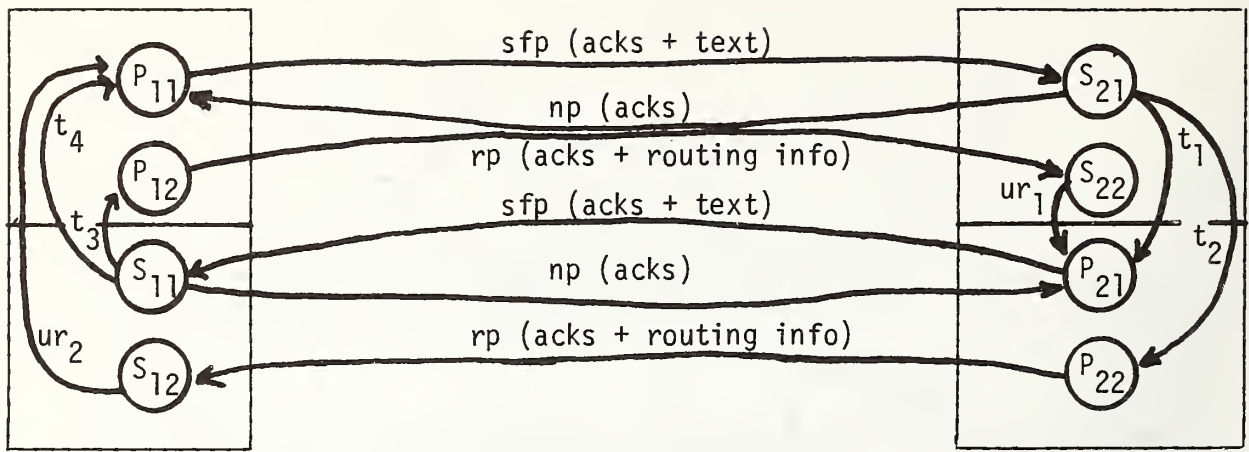 sfp (acks + text)
P11
S21
np (acks)
t4
t1
rp (acks + routing info)
P12
S22
ur1
sfp (acks + text)
t3
t2
S11
P21
np (acks)
rp (acks + routing info)
ur2
S12
P22